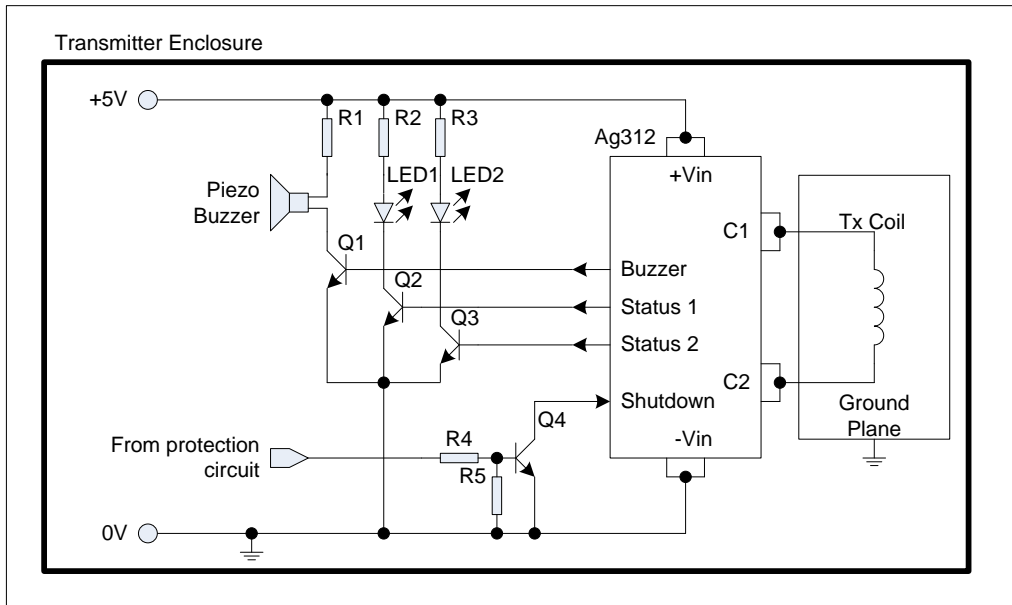 Transmitter Enclosure
+5V
R1
R2
R3
Ag312
+Vin
LED1
LED2
Piezo
Buzzer
C1
Tx Coil
Q1
Buzzer
Q2
Status 1
Q3
Status 2
C2
Shutdown
Q4
Ground
Plane
From protection
circuit
R4
-Vin
R5
0V